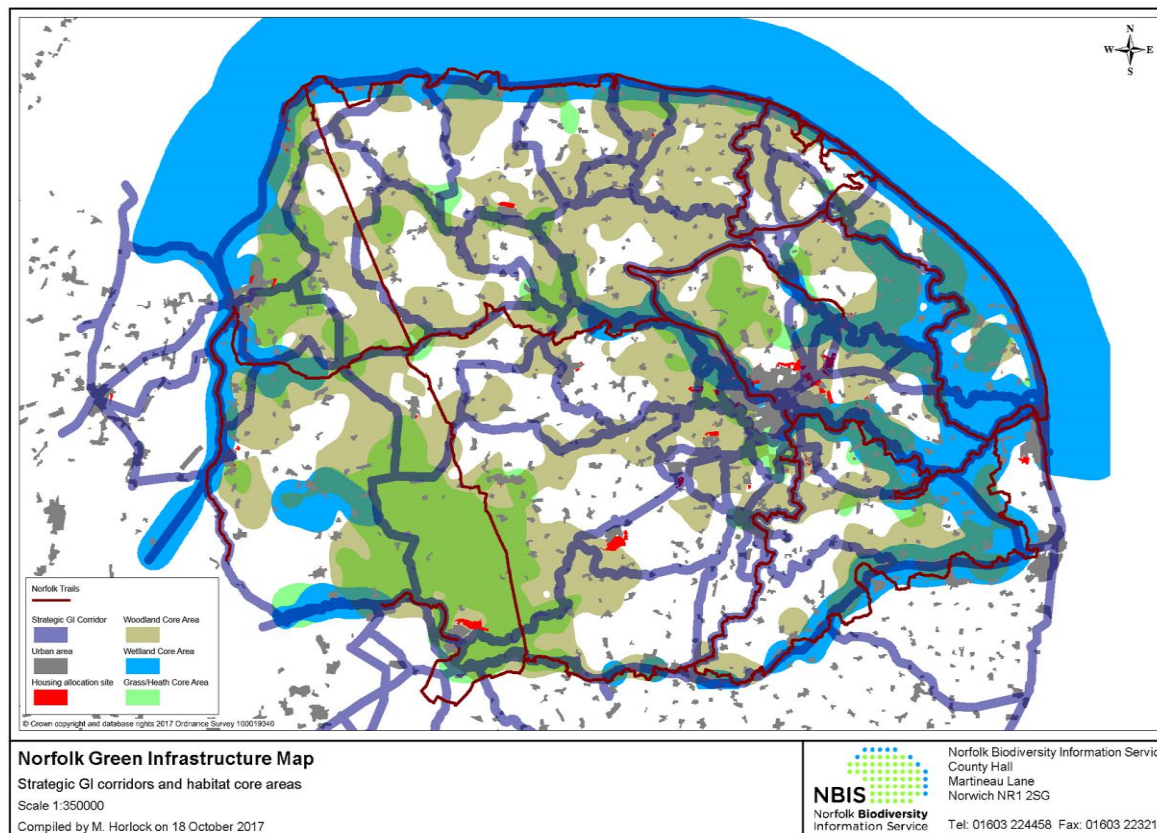 N
W E
S
Norfolk Trails
Strategic GI Corridor
Woodland Core Area
Urban area
Wetland Core Area
Housing allocation site
Grass/Heath Core Area
© Crown copyright and database rights 2017 Ordnance Survey 100019340
Norfolk Green Infrastructure Map
Strategic GI corridors and habitat core areas
Scale 1:350000
Compiled by M. Horlock on 18 October 2017
NBIS
Norfolk Biodiversity
Information Service
Norfolk Biodiversity Information Servic
County Hall
Martineau Lane
Norwich NR1 2SG
Tel: 01603 224458 Fax: 01603 22321